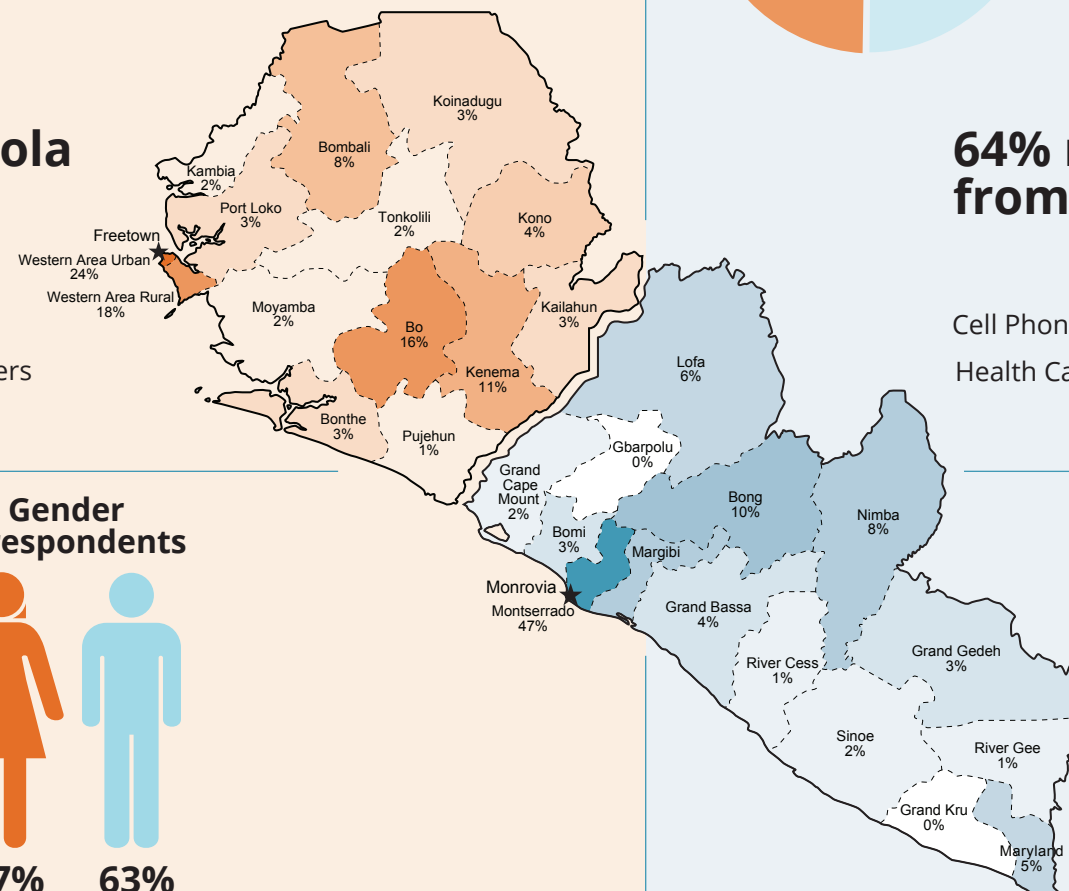 ola
Koinadugu
3%
Bombali
8%
Kambia
2%
Port Loko
3%
Tonkolili
2%
Kono
4%
Freetown
Western Area Urban
24%
Western Area Rural
18%
Moyamba
2%
Bo
16%
Kailahun
3%
Kenema
11%
Bonthe
3%
Pujehun
1%
ers
64%
from
Cell Phon
Health Ca
Lofa
6%
Gbarpolu
0%
Grand
Cape
Mount
2%
Bong
10%
Nimba
8%
Bomi
3%
Margibi
Monrovia
Montserrado
47%
Grand Bassa
4%
River Cess
1%
Grand Gedeh
3%
Sinoe
2%
River Gee
1%
Grand Kru
0%
Maryland
5%
Gender
espondents
7% 63%